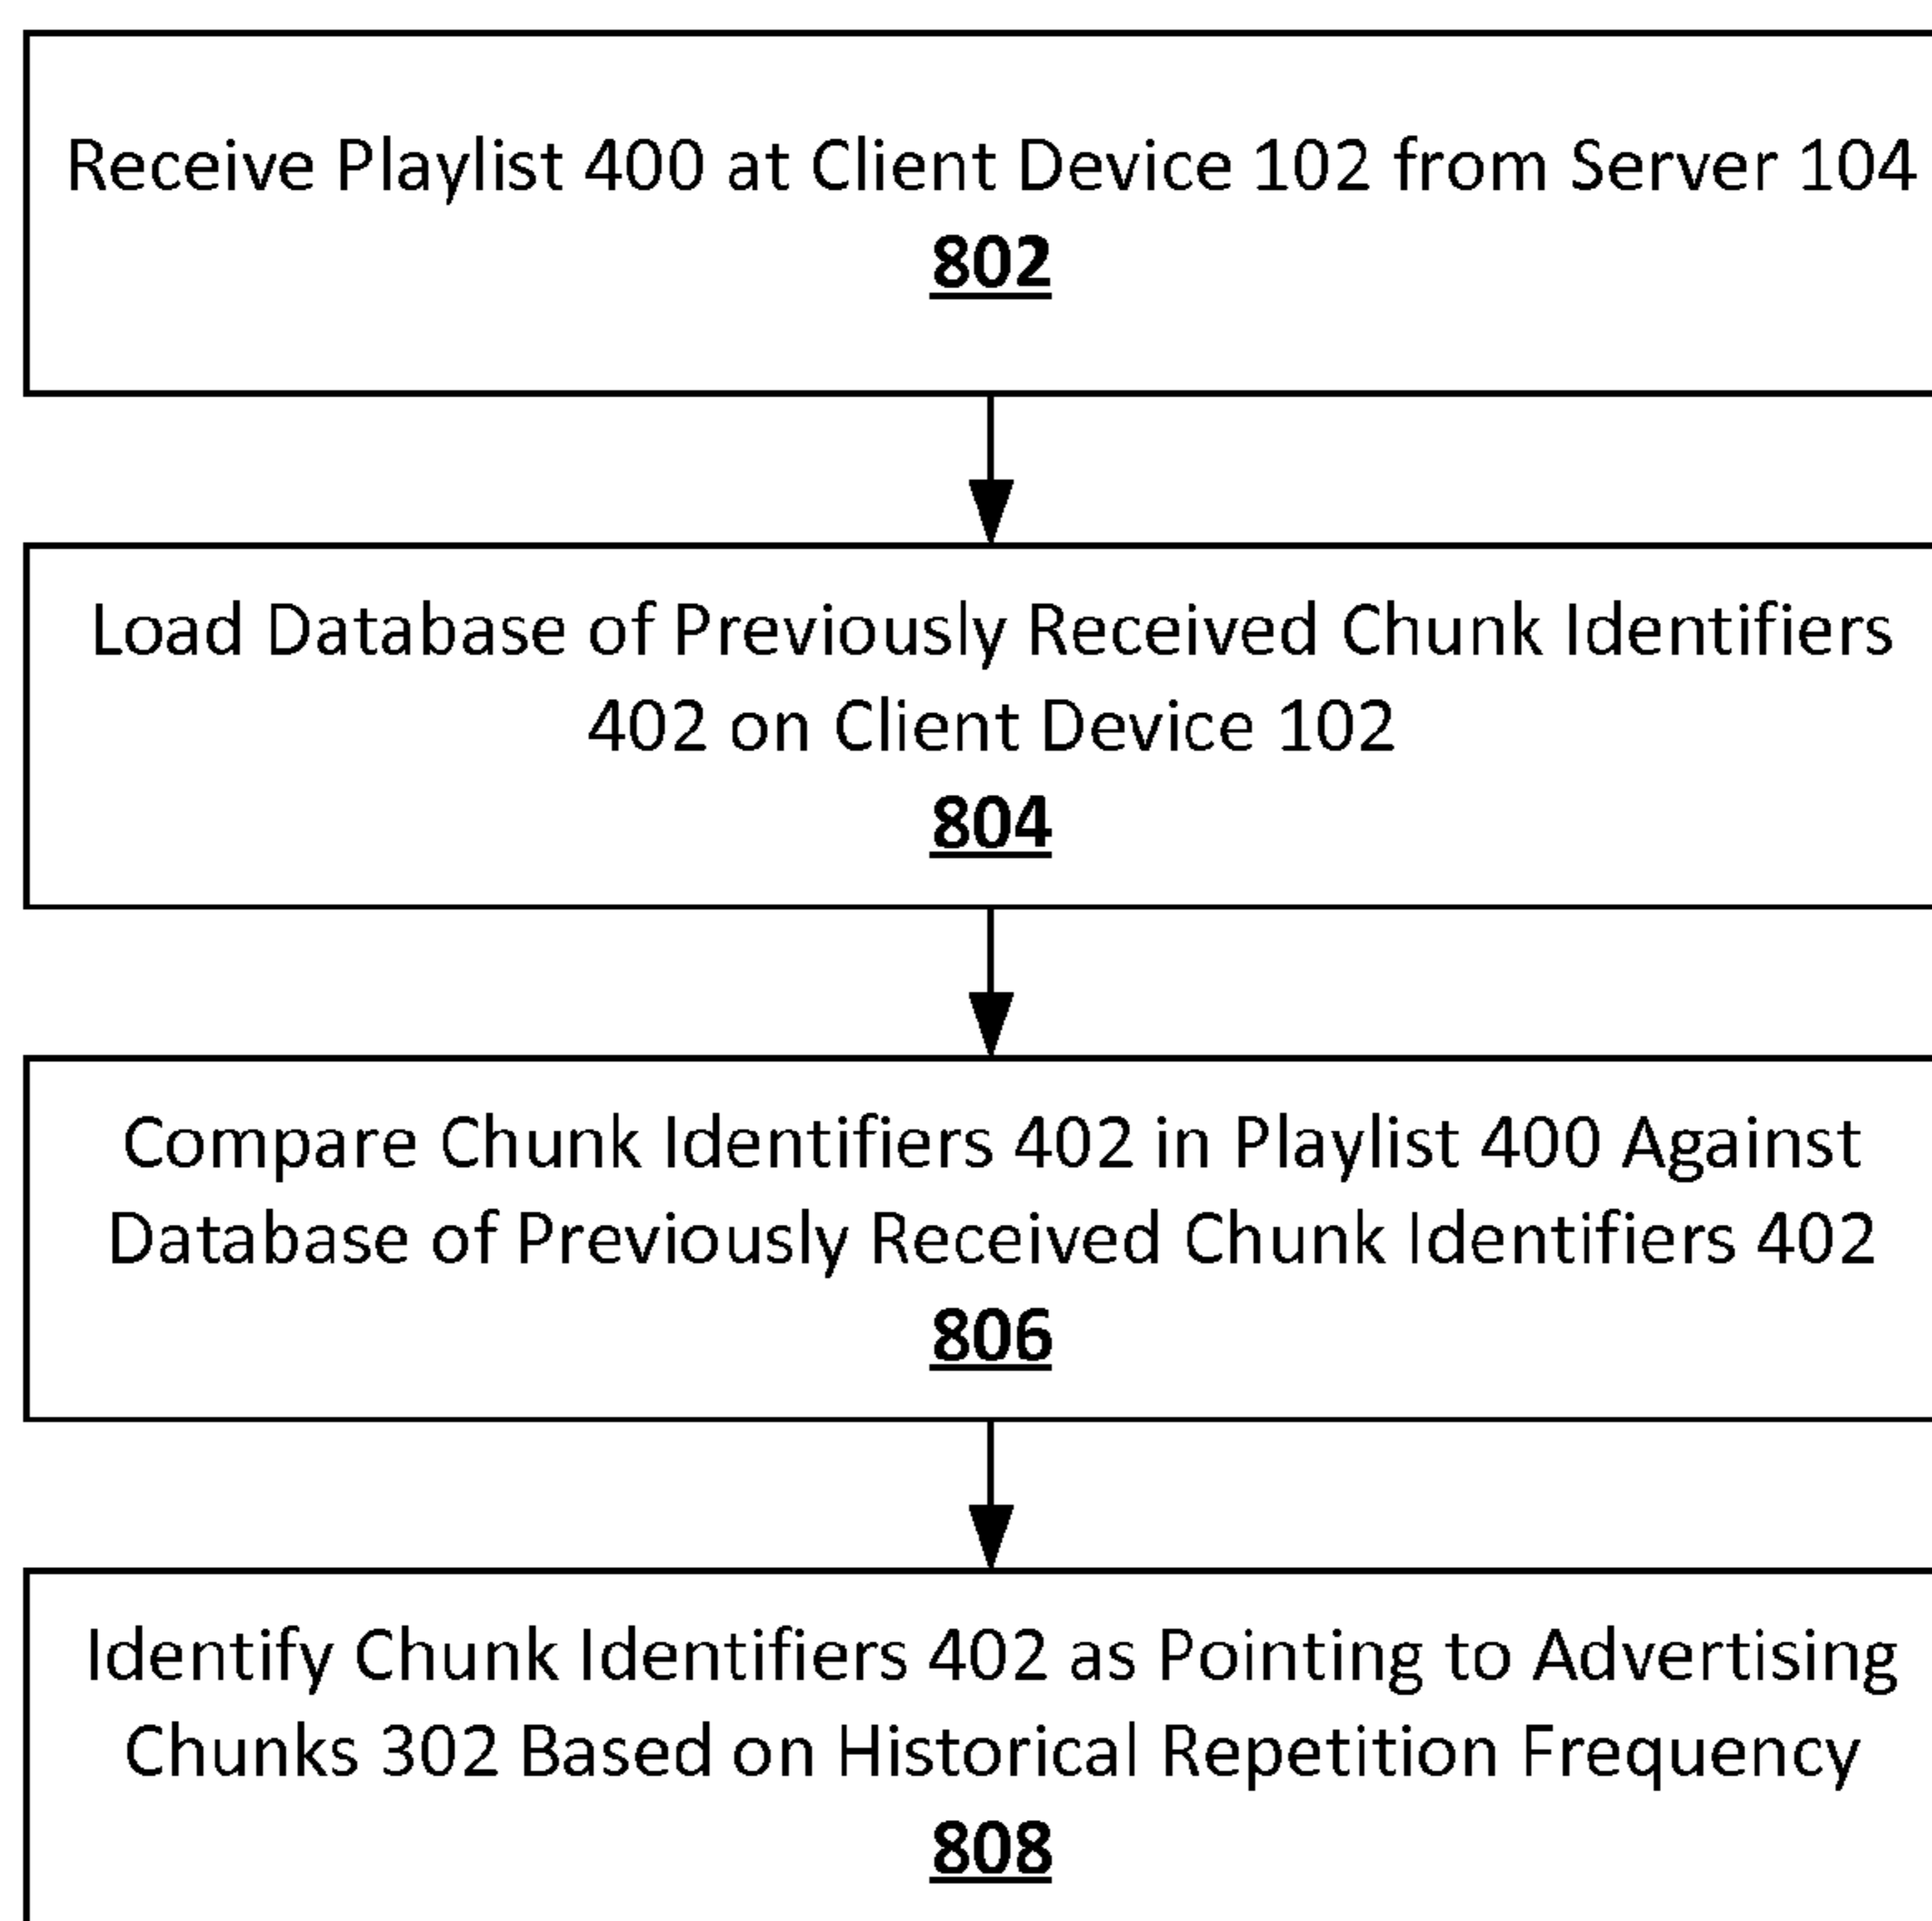 Receive Playlist 400 at Client Device 102 from Server 104
802
Load Database of Previously Received Chunk Identifiers
402 on Client Device 102
804
Compare Chunk Identifiers 402 in Playlist 400 Against
Database of Previously Received Chunk Identifiers 402
806
Identify Chunk Identifiers 402 as Pointing to Advertising
Chunks 302 Based on Historical Repetition Frequency
808